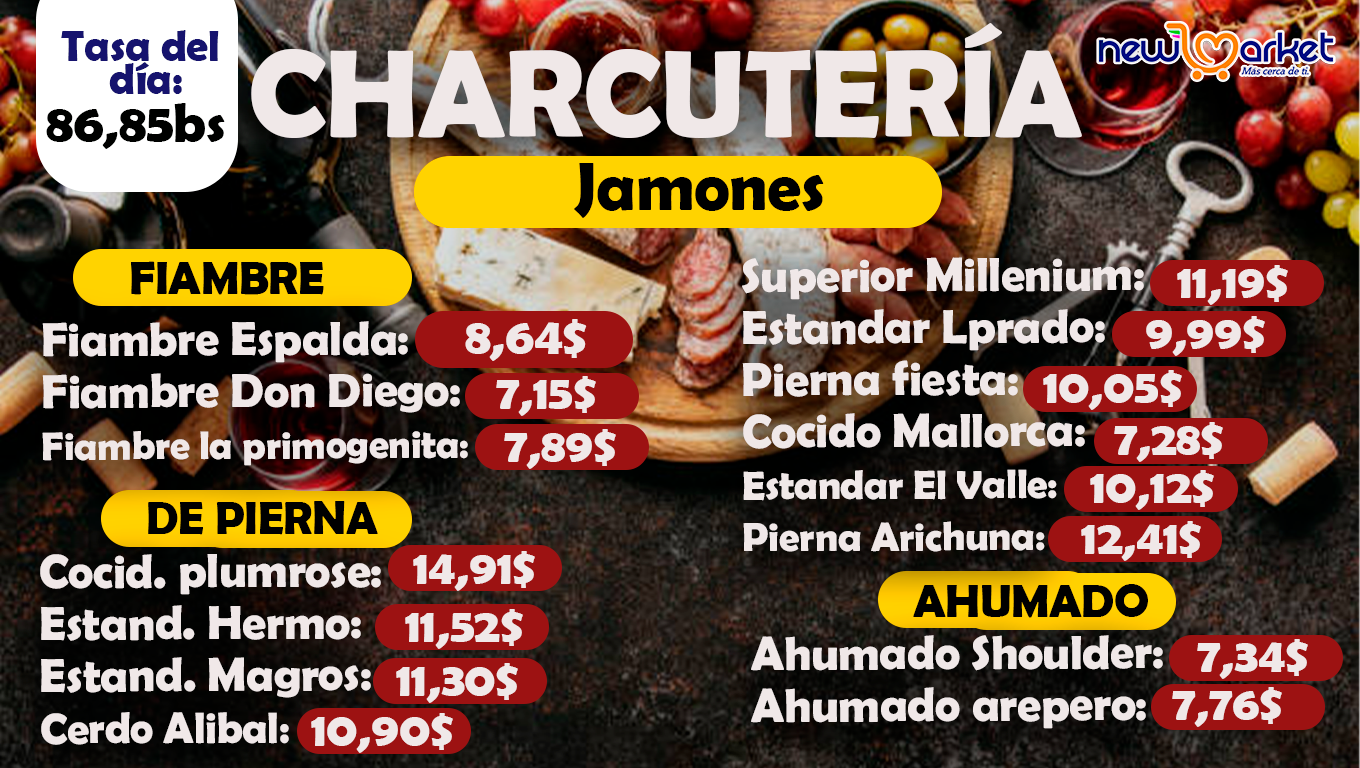 Tasa del
día:
86,85bs
CHARCUTERÍA
new market
Más cerca de ti.
Jamones
FIAMBRE
Fiambre Espalda: 8,64$
Fiambre Don Diego: 7,15$
Fiambre la primogenita: 7,89$
DE PIERNA
Cocid. plumrose: 14,91$
Estand. Hermo: 11,52$
Estand. Magros: 11,30$
Cerdo Alibal: 10,90$
Superior Millenium: 11,19$
Estandar Lprado: 9,99$
Pierna fiesta: 10,05$
Cocido Mallorca: 7,28$
Estandar El Valle: 10,12$
Pierna Arichuna: 12,41$
AHUMADO
Ahumado Shoulder: 7,34$
Ahumado arepero: 7,76$